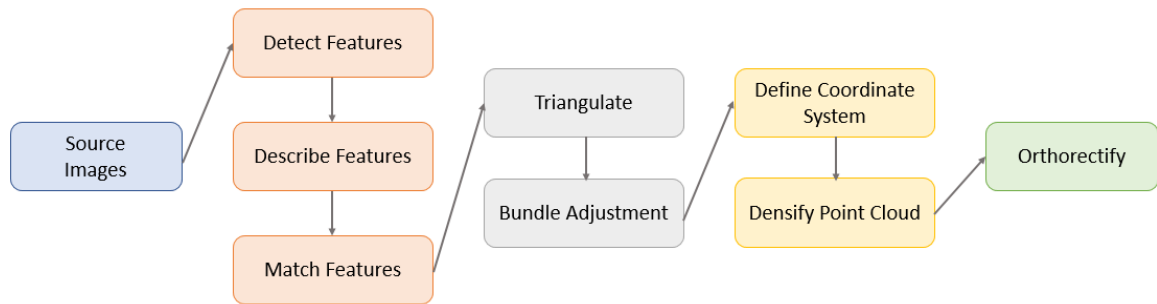 Source
Images
Detect Features
Describe Features
Match Features
Triangulate
Bundle Adjustment
Define Coordinate
System
Densify Point Cloud
Orthorectify